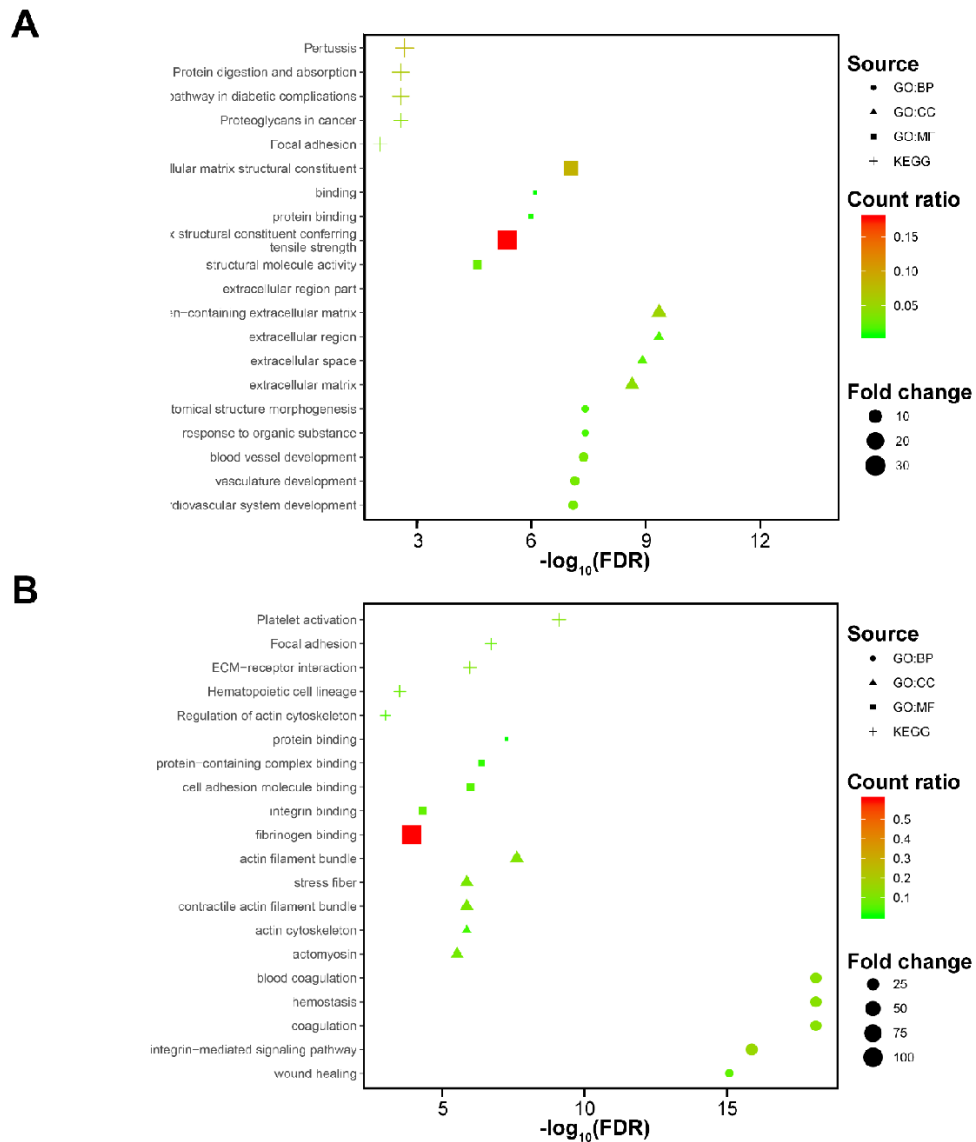 A
Pertussis
Protein digestion and absorption
pathway in diabetic complications
Proteoglycans in cancer
Focal adhesion
ellular matrix structural constituent
binding
protein binding
x structural constituent conferring
tensile strength
structural molecule activity
extracellular region part
en−containing extracellular matrix
extracellular region
extracellular space
extracellular matrix
tomical structure morphogenesis
response to organic substance
blood vessel development
vasculature development
rdiovascular system development
3
6
9
12
-log10(FDR)
Source
GO:BP
GO:CC
GO:MF
KEGG
Count ratio
0.15
0.10
0.05
Fold change
10
20
30
B
Platelet activation
Focal adhesion
ECM−receptor interaction
Hematopoietic cell lineage
Regulation of actin cytoskeleton
protein binding
protein−containing complex binding
cell adhesion molecule binding
integrin binding
fibrinogen binding
actin filament bundle
stress fiber
contractile actin filament bundle
actin cytoskeleton
actomyosin
blood coagulation
hemostasis
coagulation
integrin−mediated signaling pathway
wound healing
5
10
15
-log10(FDR)
Source
GO:BP
GO:CC
GO:MF
KEGG
Count ratio
0.5
0.4
0.3
0.2
0.1
Fold change
25
50
75
100